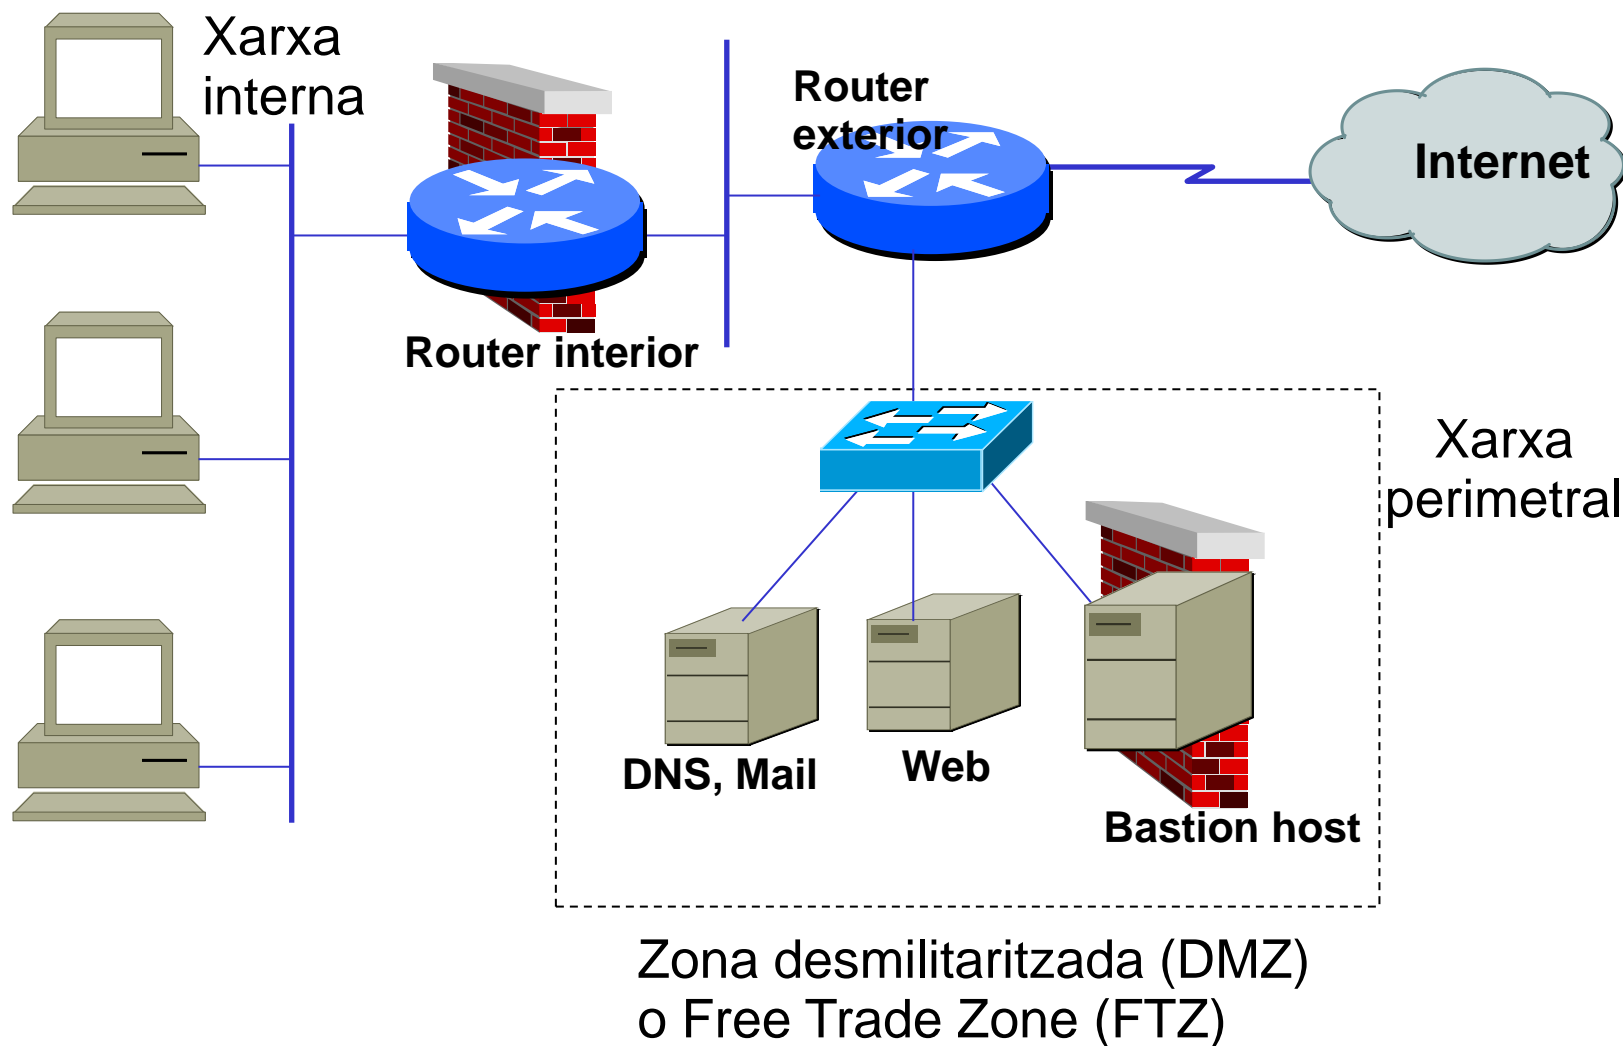 Xarxa
interna
Router
exterior
Internet
Router interior
Xarxa
perimetral
DNS, Mail
Web
Bastion host
Zona desmilitaritzada (DMZ)
o Free Trade Zone (FTZ)